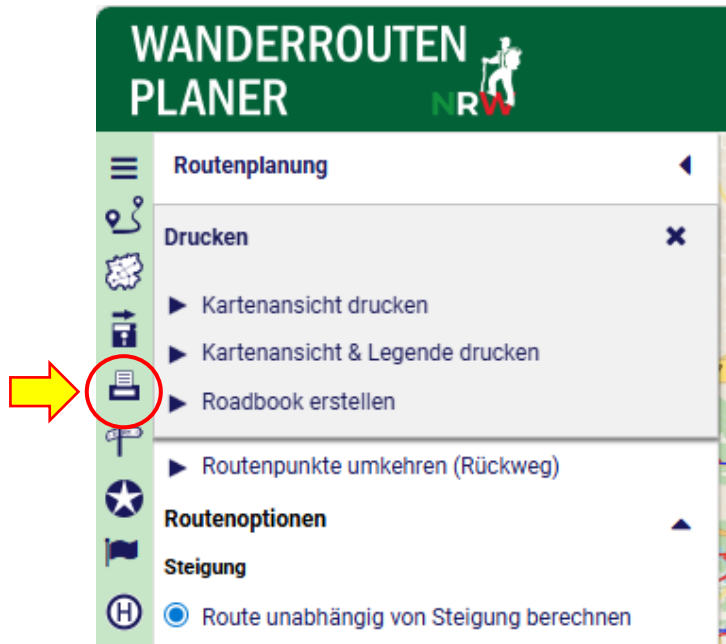 WANDERROUTEN
PLANER NRW
Routenplanung
Drucken
Kartenansicht drucken
Kartenansicht & Legende drucken
Roadbook erstellen
Routenpunkte umkehren (Rückweg)
Routenoptionen
Steigung
H Route unabhängig von Steigung berechnen